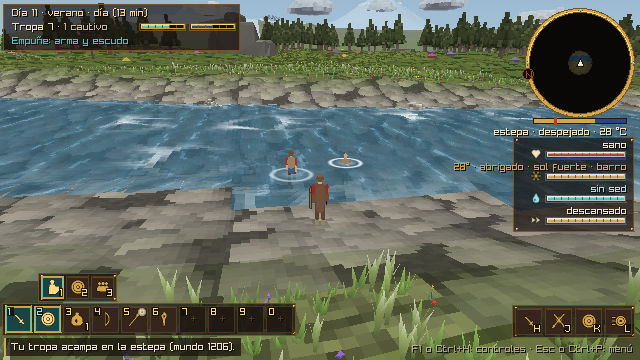 Día 11 · verano · día (13 min)
Tropa 7 · 1 cautivo
Empuñe: arma y escudo
N
estepa · despejado · 28 °C
sano
28° · abrigado · sol fuerte · barro
sin sed
descansado
1 2 3
1 2 3 1 4 5 6 7 8 9 0
H J K L
Tu tropa acampa en la estepa (mundo 1206).
F1 o Ctrl+H: controles · Esc o Ctrl+P: menú